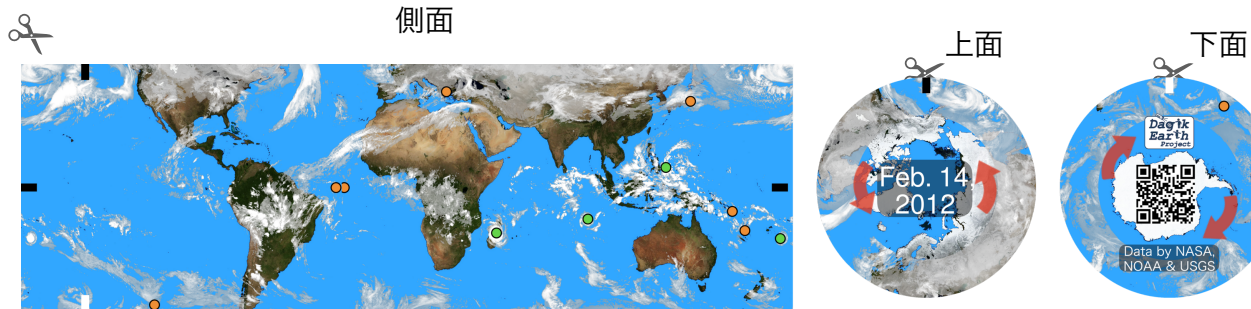 側面
上面
下面
Feb. 14
2012
Dagik
Earth
Project
Data by NASA,
NOAA & USGS